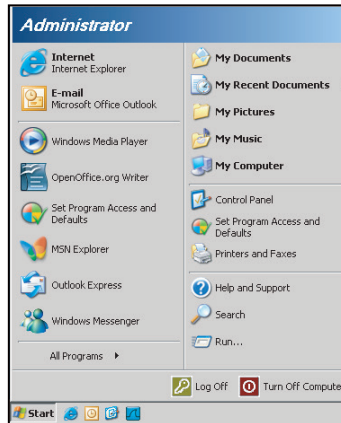 Administrator
Internet
Internet Explorer
E-mail
Microsoft Office Outlook
Windows Media Player
OpenOffice.org Writer
Set Program Access and
Defaults
MSN Explorer
Outlook Express
Windows Messenger
All Programs
My Documents
My Recent Documents
My Pictures
My Music
My Computer
Control Panel
Set Program Access and
Defaults
Printers and Faxes
Help and Support
Search
Run...
Log Off
Turn Off Compute
Start